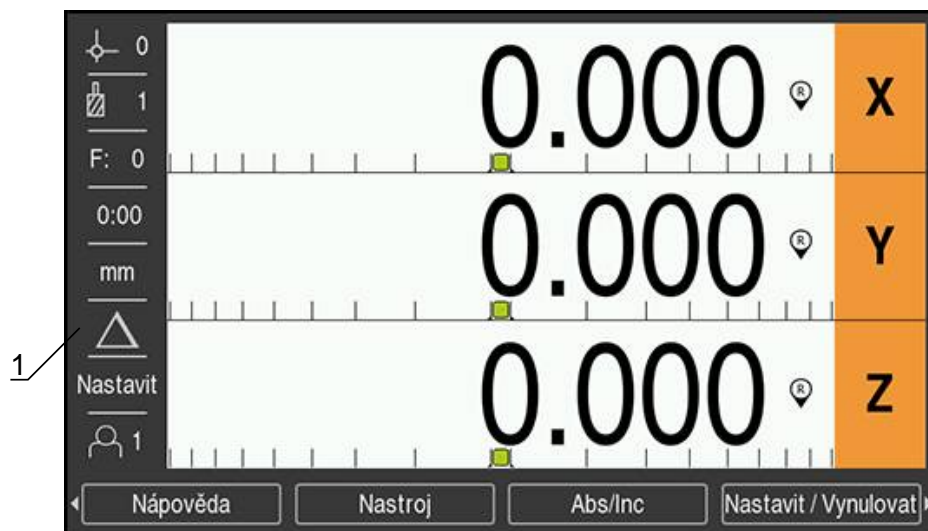 0
1
F: 0
0:00
mm
Nastavit
1
0.000 R X
0.000 R Y
0.000 R Z
1
Nápověda Nastroj Abs/Inc Nastavit / Vynulovat